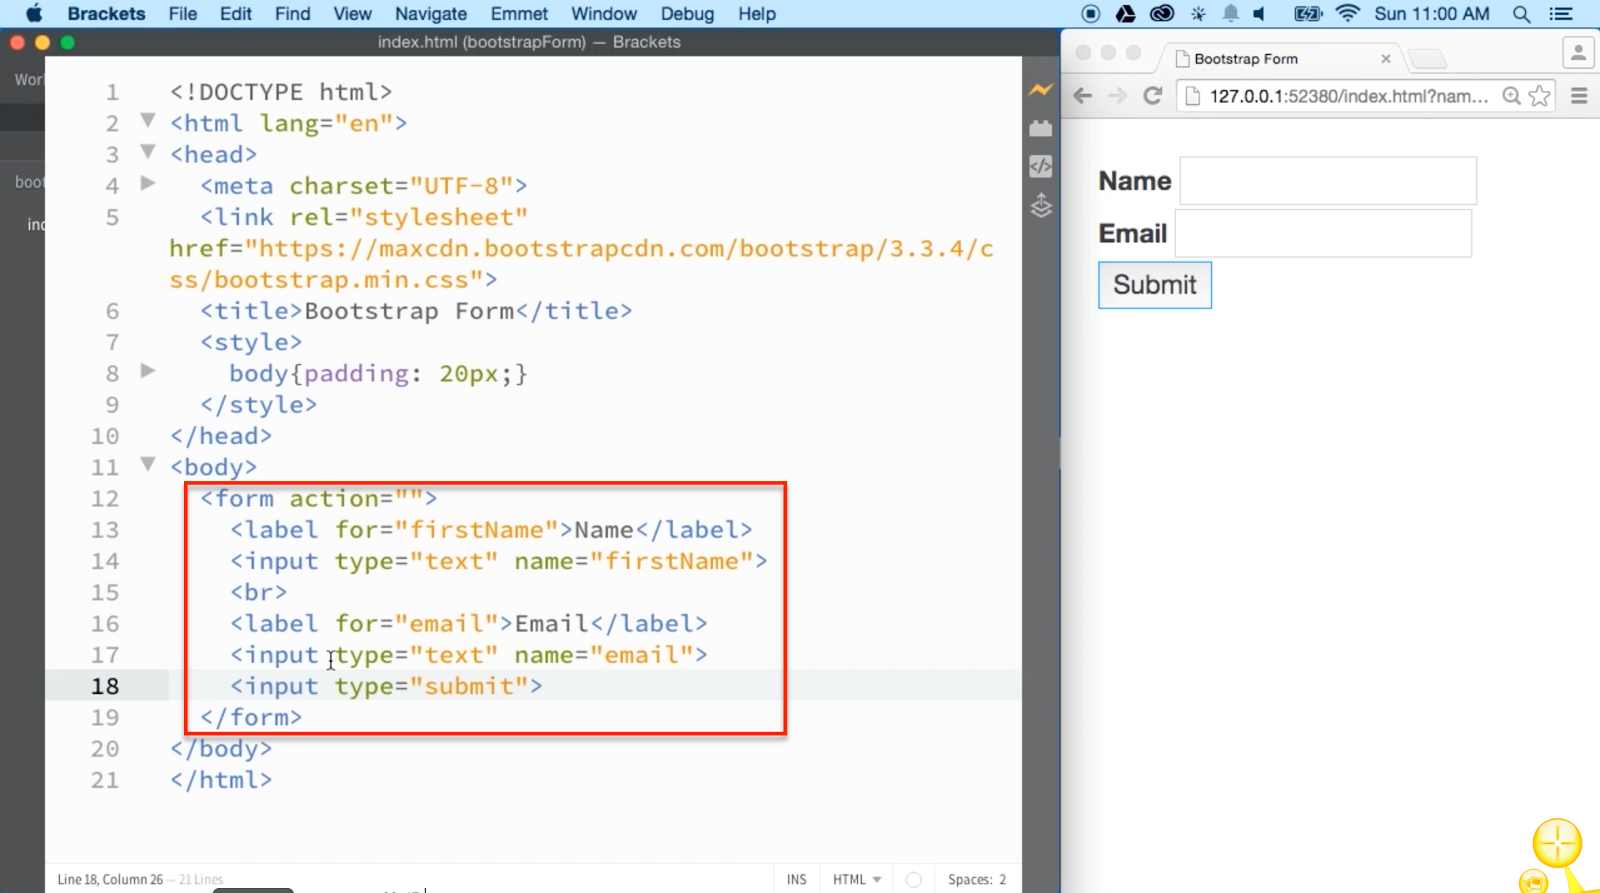 Brackets File Edit Find View Navigate Emmet Window Debug Help Sun 11:00 AM
index.html (bootstrapForm) — Brackets
Bootstrap Form
127.0.0.1:52380/index.html?nam...
1 <!DOCTYPE html>
2 <html lang="en">
3 <head>
4 <meta charset="UTF-8">
5 <link rel="stylesheet"
href="https://maxcdn.bootstrapcdn.com/bootstrap/3.3.4/c
ss/bootstrap.min.css">
6 <title>Bootstrap Form</title>
7 <style>
8 body{padding: 20px;}
9 </style>
10 </head>
11 <body>
12 <form action="">
13 <label for="firstName">Name</label>
14 <input type="text" name="firstName">
15 <br>
16 <label for="email">Email</label>
17 <input type="text" name="email">
18 <input type="submit">
19 </form>
20 </body>
21 </html>
Name
Email
Submit
Line 18, Column 26 — 21 Lines
INS HTML Spaces: 2